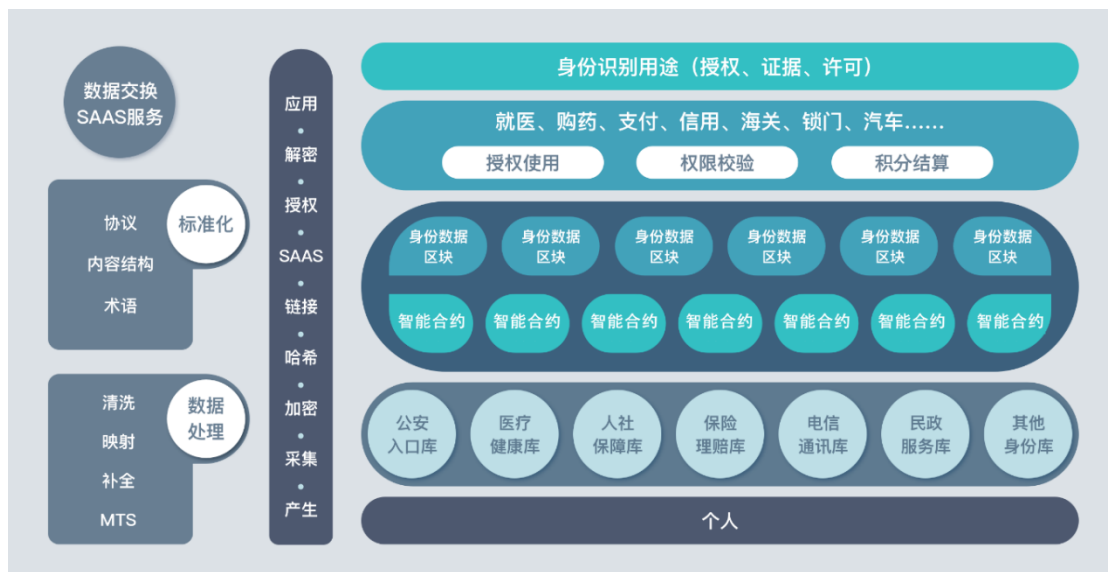 数据交换
SAAS服务
标准化
协议
内容结构
术语
数据
处理
清洗
映射
补全
MTS
应用
解密
授权
SAAS
链接
哈希
加密
采集
产生
身份识别用途（授权、证据、许可）
就医、购药、支付、信用、海关、锁门、汽车……
授权使用 权限校验 积分结算
身份数据 身份数据 身份数据 身份数据 身份数据 身份数据
区块 区块 区块 区块 区块 区块
智能合约 智能合约 智能合约 智能合约 智能合约 智能合约 智能合约
公安 医疗 人社 保险 电信 民政 其他
入口库 健康库 保障库 理赔库 通讯库 服务库 身份库
个人